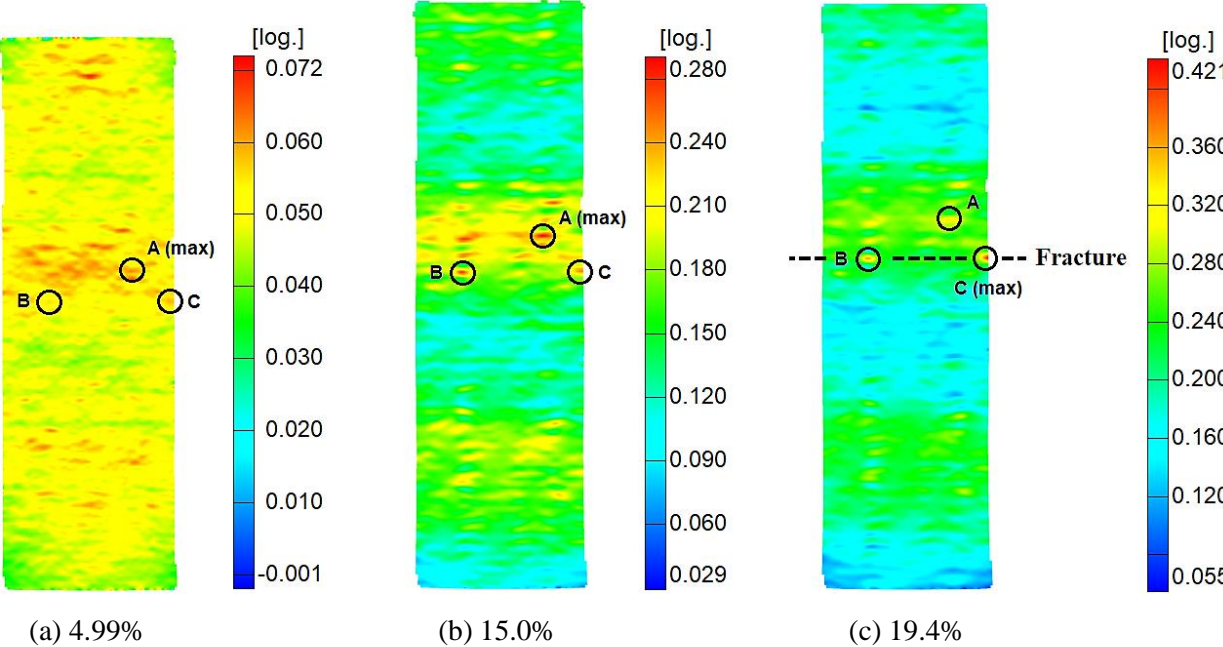 [log.]
0.072
0.060
0.050
0.040
0.030
0.020
0.010
-0.001
A (max)
B
C
(a) 4.99%
[log.]
0.280
0.240
0.210
0.180
0.150
0.120
0.090
0.060
0.029
A (max)
B
C
(b) 15.0%
[log.]
0.421
0.360
0.320
0.280
0.240
0.200
0.160
0.120
0.055
A
B
Fracture
C (max)
(c) 19.4%